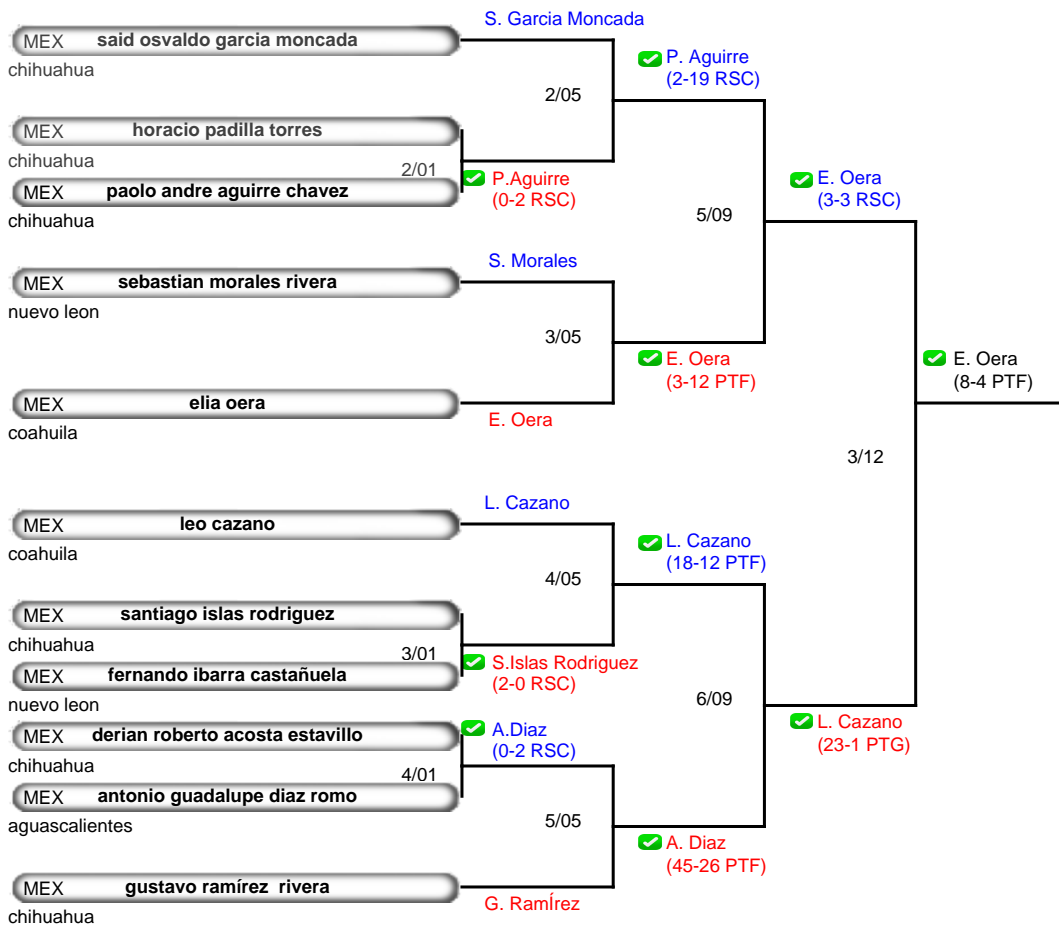 S. Garcia Moncada
MEX said osvaldo garcia moncada
chihuahua
P. Aguirre
(2-19 RSC)
2/05
MEX horacio padilla torres
chihuahua
2/01
MEX paolo andre aguirre chavez
chihuahua
P.Aguirre
(0-2 RSC)
E. Oera
(3-3 RSC)
5/09
S. Morales
MEX sebastian morales rivera
nuevo leon
3/05
E. Oera
(3-12 PTF)
E. Oera
(8-4 PTF)
MEX elia oera
coahuila
E. Oera
3/12
L. Cazano
MEX leo cazano
coahuila
L. Cazano
(18-12 PTF)
4/05
MEX santiago islas rodriguez
chihuahua
3/01
MEX fernando ibarra castañuela
nuevo leon
S.Islas Rodriguez
(2-0 RSC)
6/09
L. Cazano
(23-1 PTG)
MEX derian roberto acosta estavillo
chihuahua
A.Diaz
(0-2 RSC)
4/01
MEX antonio guadalupe diaz romo
aguascalientes
5/05
A. Diaz
(45-26 PTF)
MEX gustavo ramírez rivera
chihuahua
G. RamÍrez